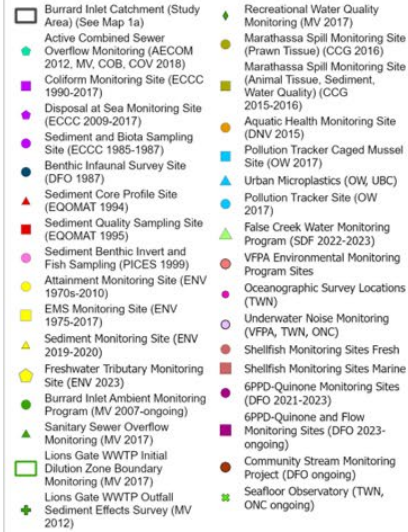 Burrard Inlet Catchment (Study
Area) (See Map 1a)
Active Combined Sewer
Overflow Monitoring (AECOM
2012, MV, COB, COV 2018)
Coliform Monitoring Site (ECCC
1990-2017)
Disposal at Sea Monitoring Site
(ECCC 2009-2017)
Sediment and Biota Sampling
Site (ECCC 1985-1987)
Benthic Infaunal Survey Site
(DFO 1987)
Sediment Core Profile Site
(EQOMAT 1994)
Sediment Quality Sampling Site
(EQOMAT 1995)
Sediment Benthic Invert and
Fish Sampling (PICES 1999)
Attainment Monitoring Site (ENV
1970s-2010)
EMS Monitoring Site (ENV
1975-2017)
Sediment Monitoring Site (ENV
2019-2020)
Freshwater Tributary Monitoring
Site (ENV 2023)
Burrard Inlet Ambient Monitoring
Program (MV 2007-ongoing)
Sanitary Sewer Overflow
Monitoring (MV 2017)
Lions Gate WWTP Initial
Dilution Zone Boundary
Monitoring (MV 2017)
Lions Gate WWTP Outfall
Sediment Effects Survey (MV
2012)
Recreational Water Quality
Monitoring (MV 2017)
Marathassa Spill Monitoring Site
(Prawn Tissue) (CCG 2016)
Marathassa Spill Monitoring Site
(Animal Tissue, Sediment,
Water Quality) (CCG
2015-2016)
Aquatic Health Monitoring Site
(DNV 2015)
Pollution Tracker Caged Mussel
Site (OW 2017)
Urban Microplastics (OW, UBC)
Pollution Tracker Site (OW
2017)
False Creek Water Monitoring
Program (SDF 2022-2023)
VFPA Environmental Monitoring
Program Sites
Oceanographic Survey Locations
(TWN)
Underwater Noise Monitoring
(VFPA, TWN, ONC)
Shellfish Monitoring Sites Fresh
Shellfish Monitoring Sites Marine
6PPD-Quinone Monitoring Sites
(DFO 2021-2023)
6PPD-Quinone and Flow
Monitoring Sites (DFO 2023-
ongoing)
Community Stream Monitoring
Project (DFO ongoing)
Seafloor Observatory (TWN,
ONC ongoing)